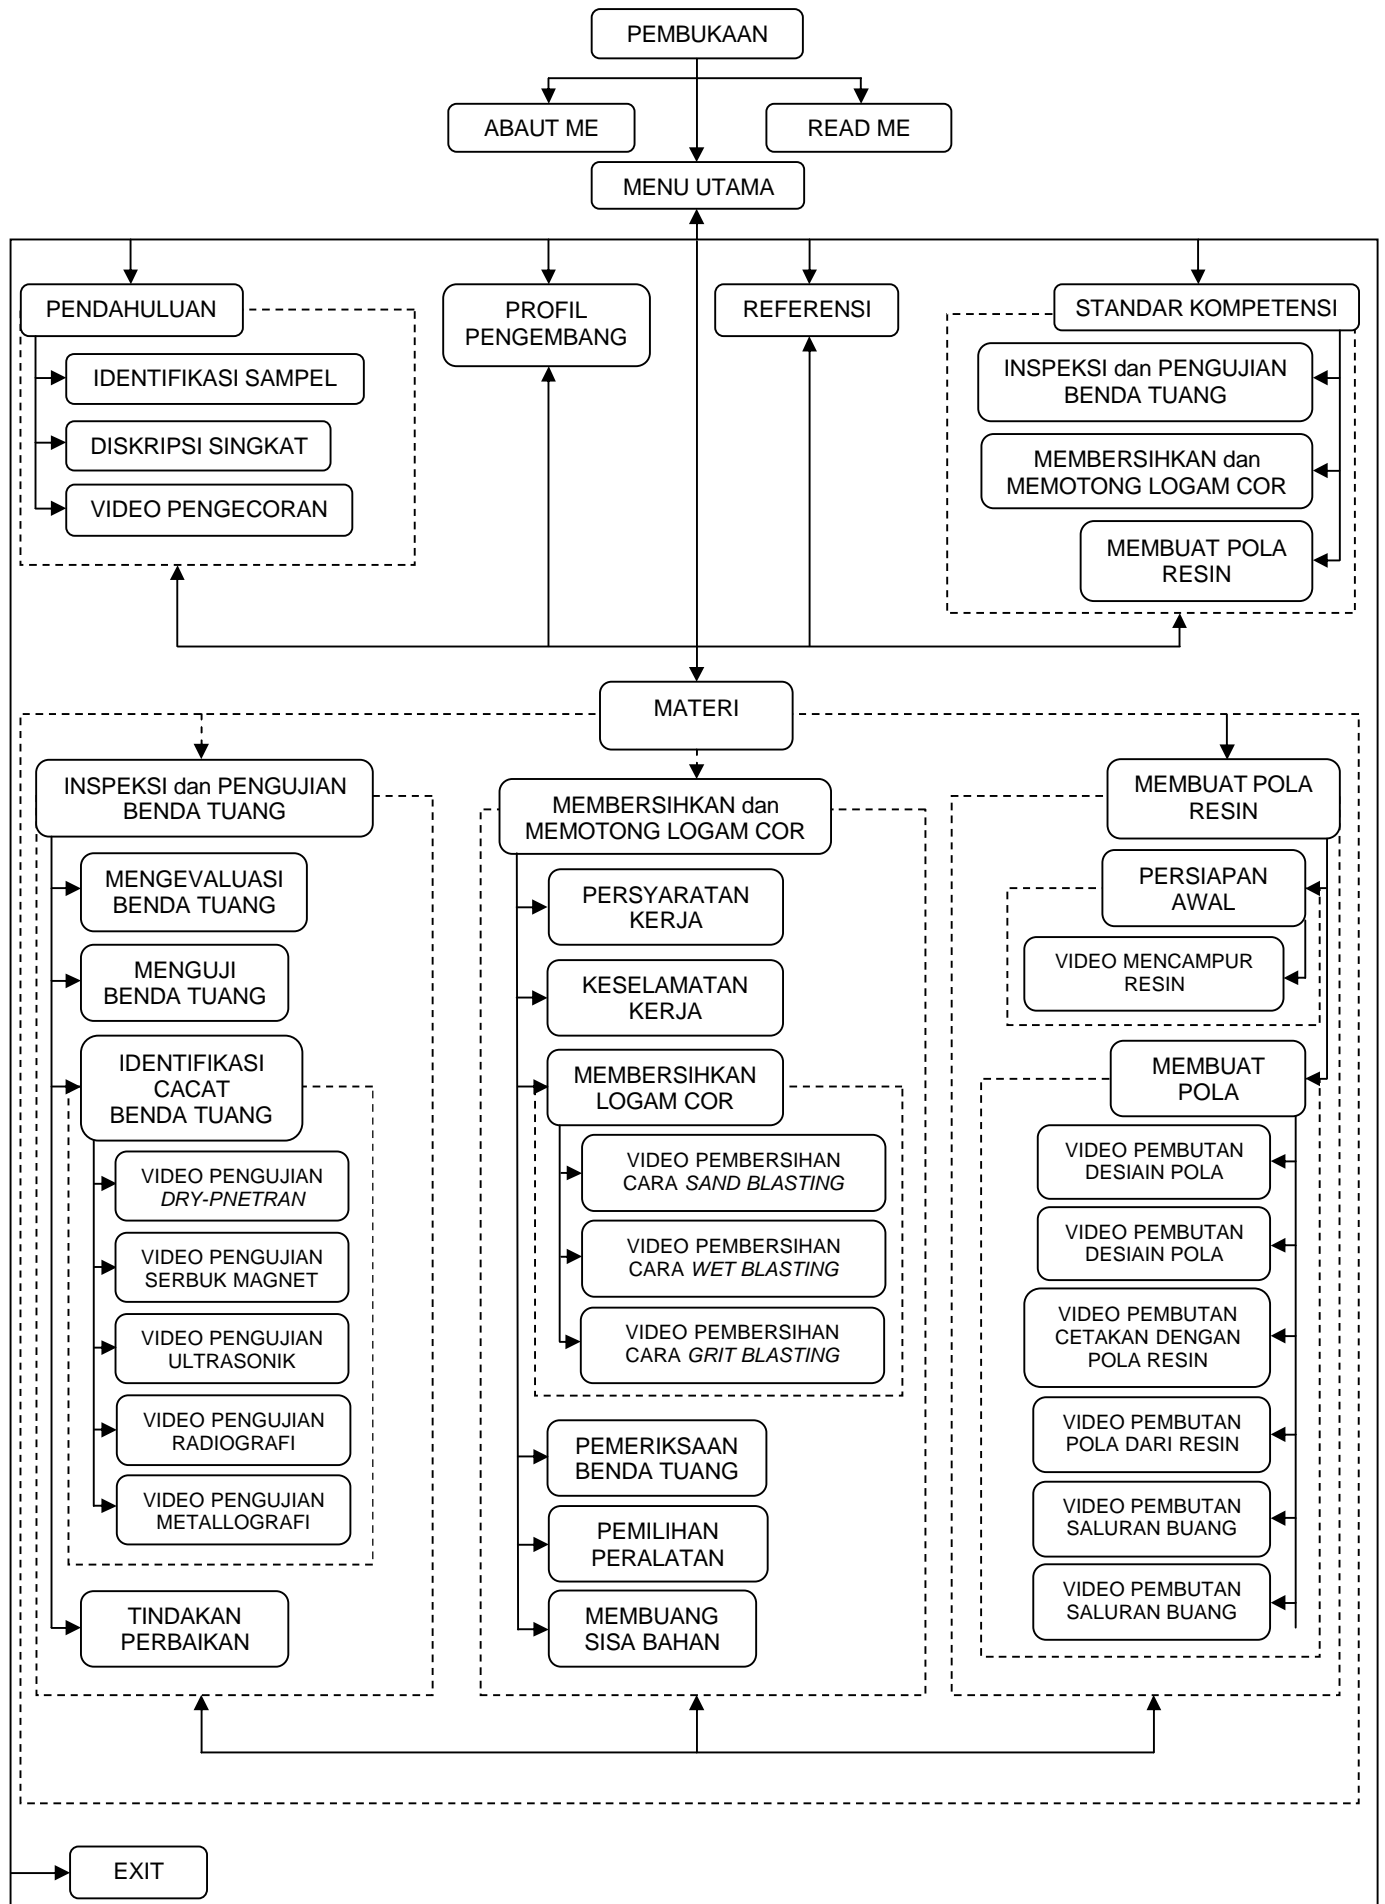 PEMBUKAAN
ABAUT ME
READ ME
MENU UTAMA
PENDAHULUAN
IDENTIFIKASI SAMPEL
DISKRIPSI SINGKAT
VIDEO PENGECORAN
PROFIL
PENGEMBANG
REFERENSI
STANDAR KOMPETENSI
INSPEKSI dan PENGUJIAN
BENDA TUANG
MEMBERSIHKAN dan
MEMOTONG LOGAM COR
MEMBUAT POLA
RESIN
MATERI
INSPEKSI dan PENGUJIAN
BENDA TUANG
MENGEVALUASI
BENDA TUANG
MENGUJI
BENDA TUANG
IDENTIFIKASI
CACAT
BENDA TUANG
VIDEO PENGUJIAN
DRY-PNETRAN
VIDEO PENGUJIAN
SERBUK MAGNET
VIDEO PENGUJIAN
ULTRASONIK
VIDEO PENGUJIAN
RADIOGRAFI
VIDEO PENGUJIAN
METALLOGRAFI
TINDAKAN
PERBAIKAN
MEMBERSIHKAN dan
MEMOTONG LOGAM COR
PERSYARATAN
KERJA
KESELAMATAN
KERJA
MEMBERSIHKAN
LOGAM COR
VIDEO PEMBERSIHAN
CARA SAND BLASTING
VIDEO PEMBERSIHAN
CARA WET BLASTING
VIDEO PEMBERSIHAN
CARA GRIT BLASTING
PEMERIKSAAN
BENDA TUANG
PEMILIHAN
PERALATAN
MEMBUANG
SISA BAHAN
MEMBUAT POLA
RESIN
PERSIAPAN
AWAL
VIDEO MENCAMPUR
RESIN
MEMBUAT
POLA
VIDEO PEMBUTAN
DESIAIN POLA
VIDEO PEMBUTAN
DESIAIN POLA
VIDEO PEMBUTAN
CETAKAN DENGAN
POLA RESIN
VIDEO PEMBUTAN
POLA DARI RESIN
VIDEO PEMBUTAN
SALURAN BUANG
VIDEO PEMBUTAN
SALURAN BUANG
EXIT